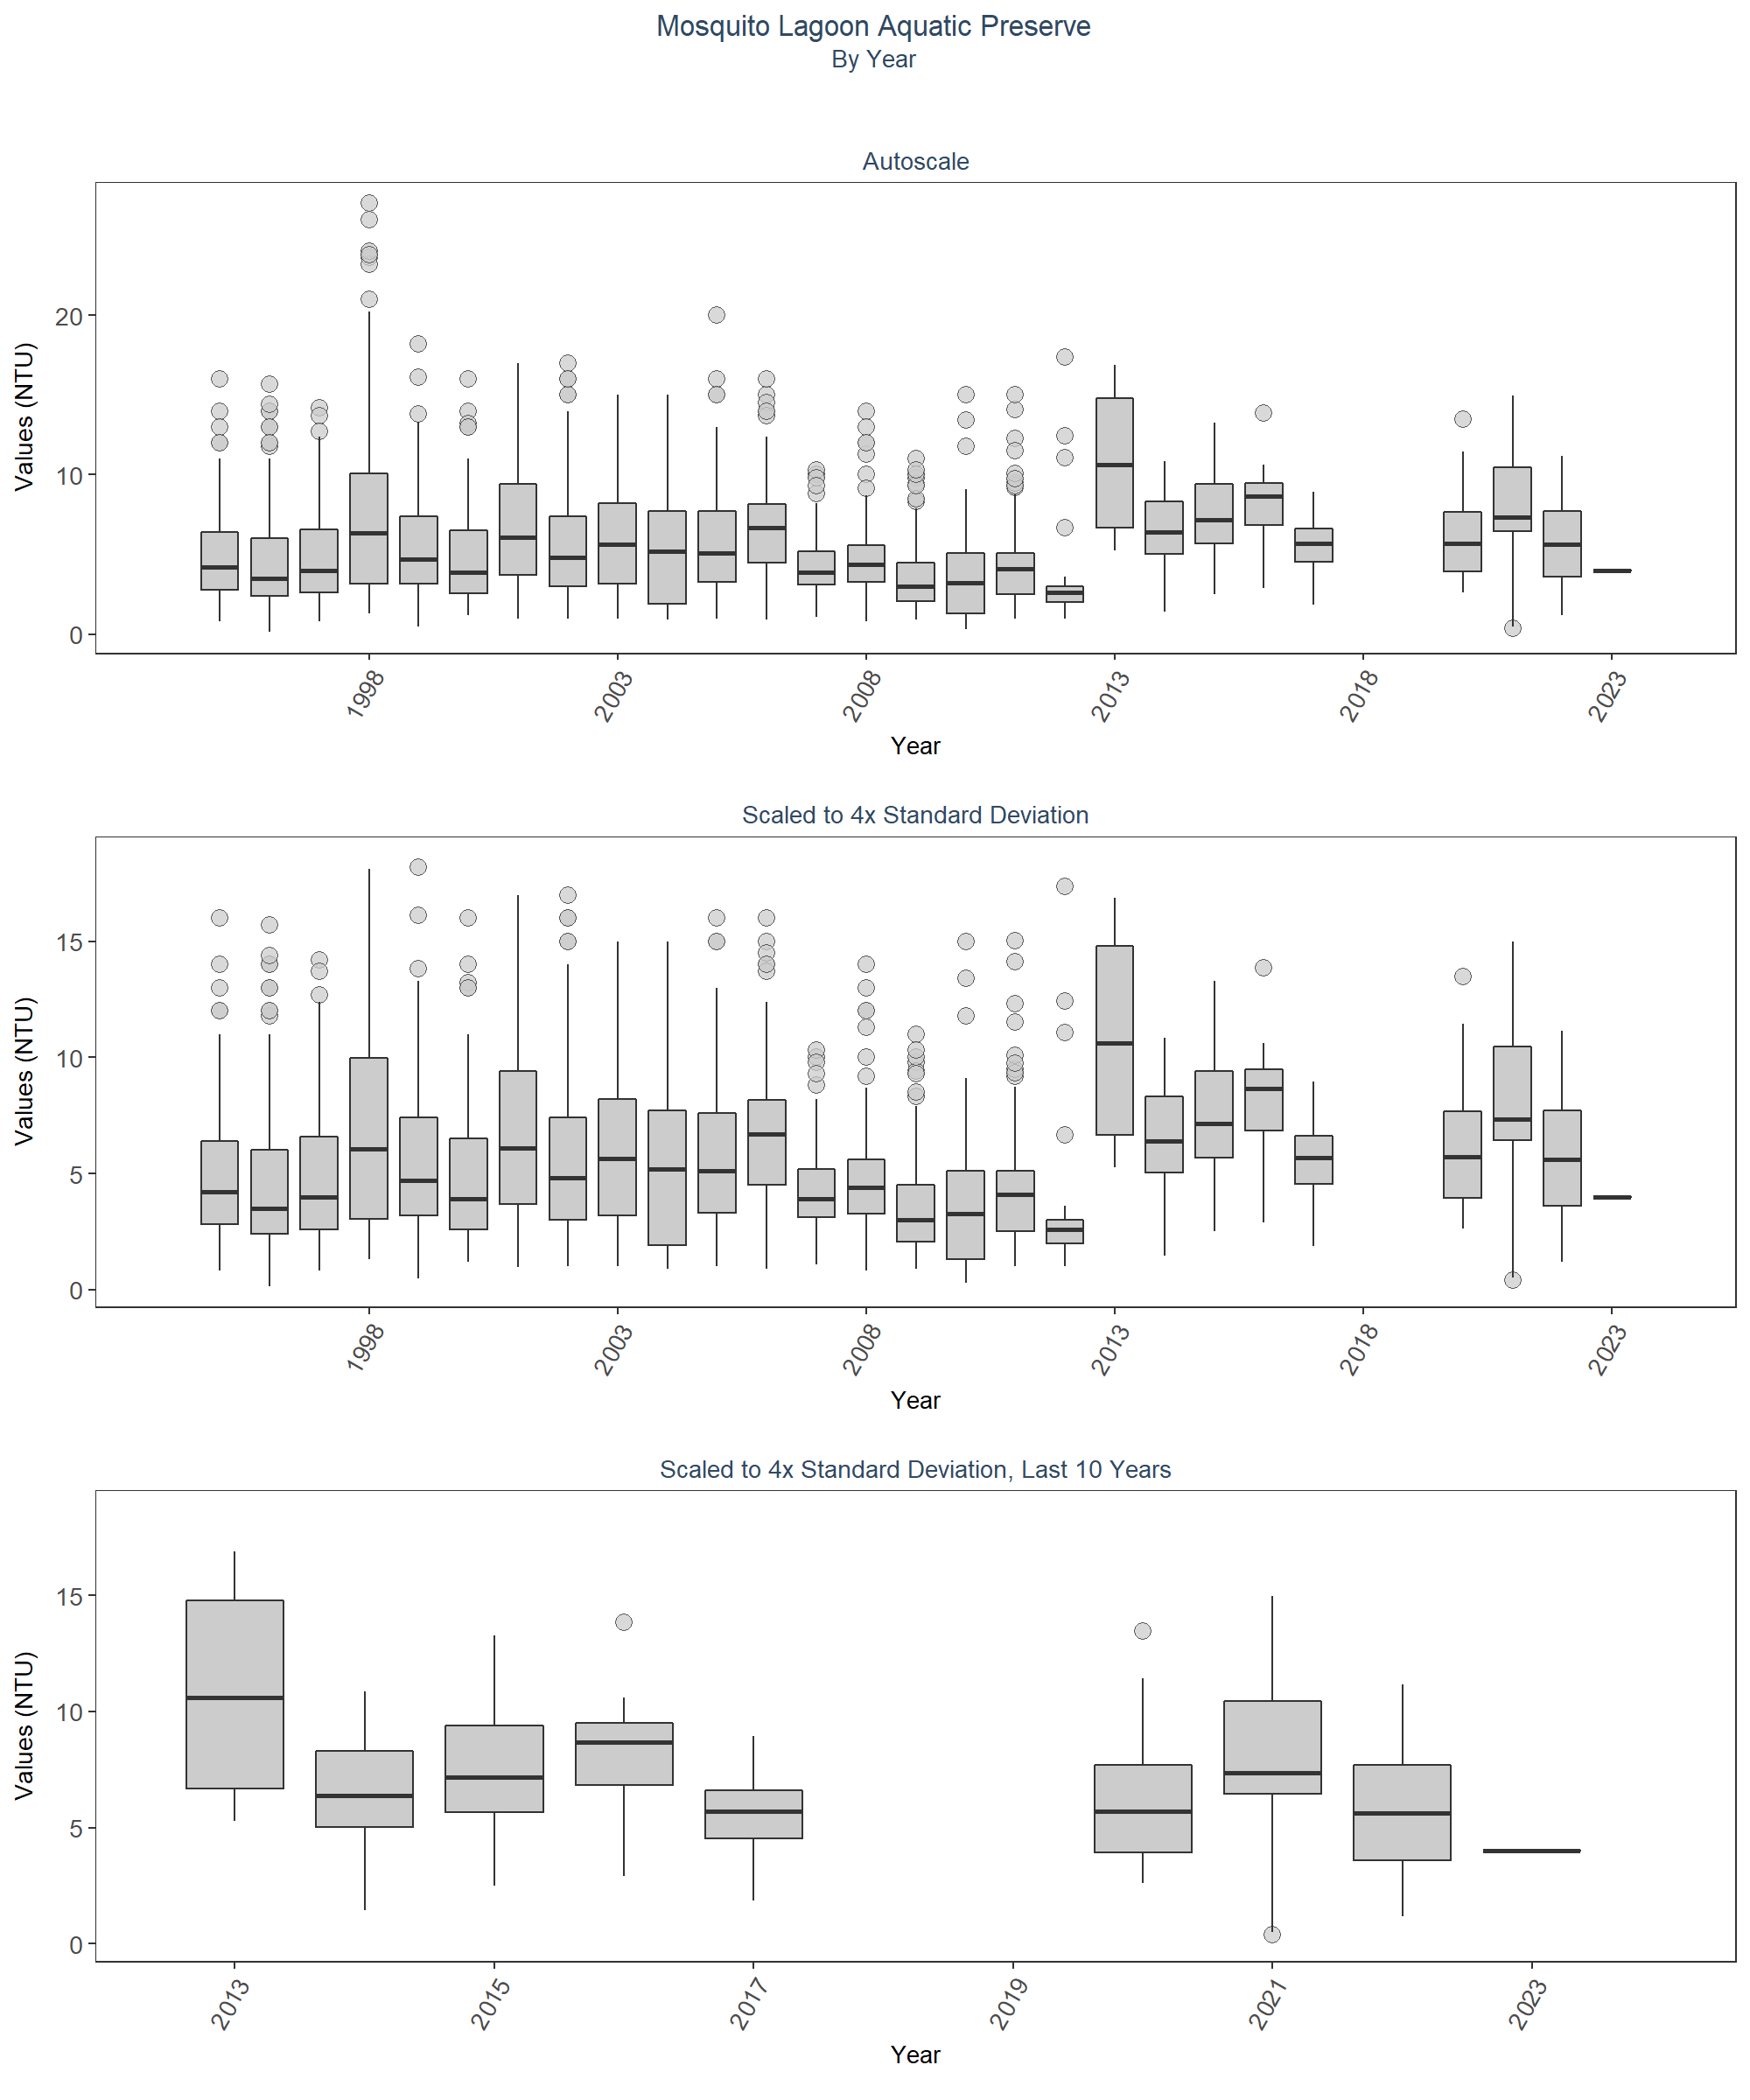 Mosquito Lagoon Aquatic Preserve
By Year
Autoscale
Values (NTU)
20
10
0
1998 2003 2008 2013 2018 2023
Year
Scaled to 4x Standard Deviation
Values (NTU)
15
10
5
0
1998 2003 2008 2013 2018 2023
Year
Scaled to 4x Standard Deviation, Last 10 Years
Values (NTU)
15
10
5
0
2013 2015 2017 2019 2021 2023
Year